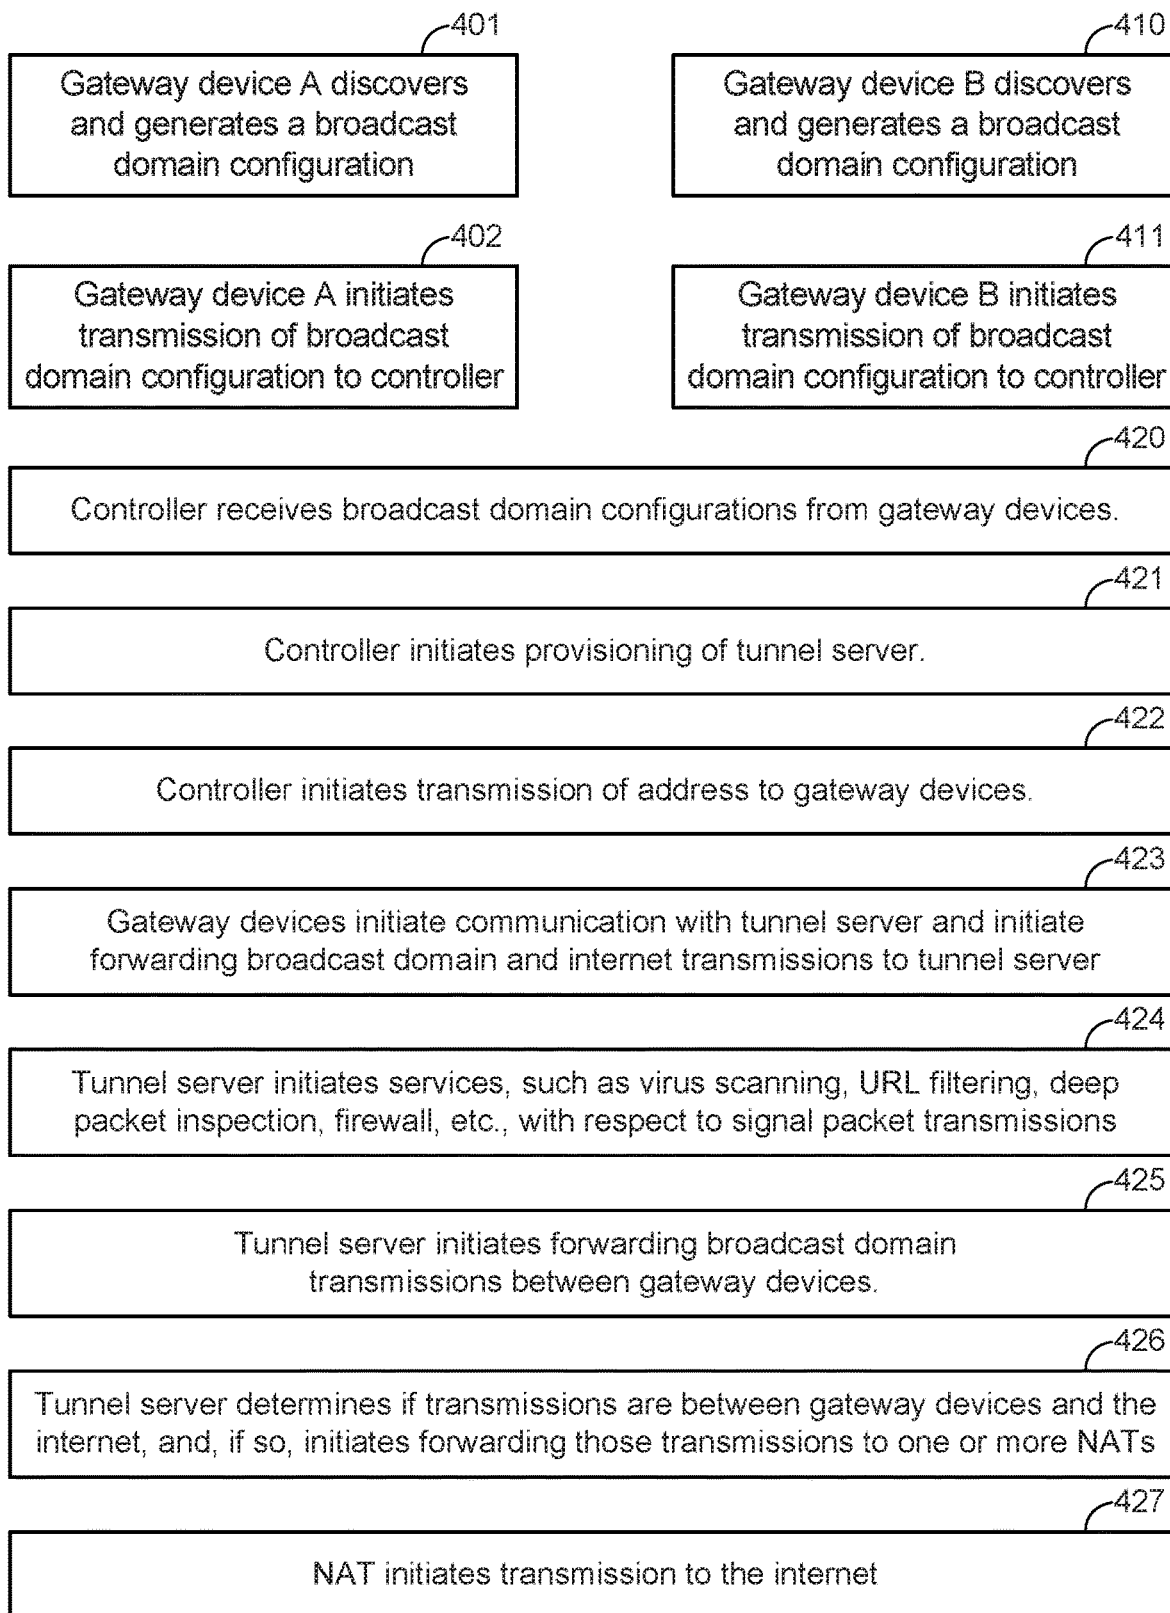 401
Gateway device A discovers
and generates a broadcast
domain configuration
410
Gateway device B discovers
and generates a broadcast
domain configuration
402
Gateway device A initiates
transmission of broadcast
domain configuration to controller
411
Gateway device B initiates
transmission of broadcast
domain configuration to controller
420
Controller receives broadcast domain configurations from gateway devices.
421
Controller initiates provisioning of tunnel server.
422
Controller initiates transmission of address to gateway devices.
423
Gateway devices initiate communication with tunnel server and initiate
forwarding broadcast domain and internet transmissions to tunnel server
424
Tunnel server initiates services, such as virus scanning, URL filtering, deep
packet inspection, firewall, etc., with respect to signal packet transmissions
425
Tunnel server initiates forwarding broadcast domain
transmissions between gateway devices.
426
Tunnel server determines if transmissions are between gateway devices and the
internet, and, if so, initiates forwarding those transmissions to one or more NATs
427
NAT initiates transmission to the internet